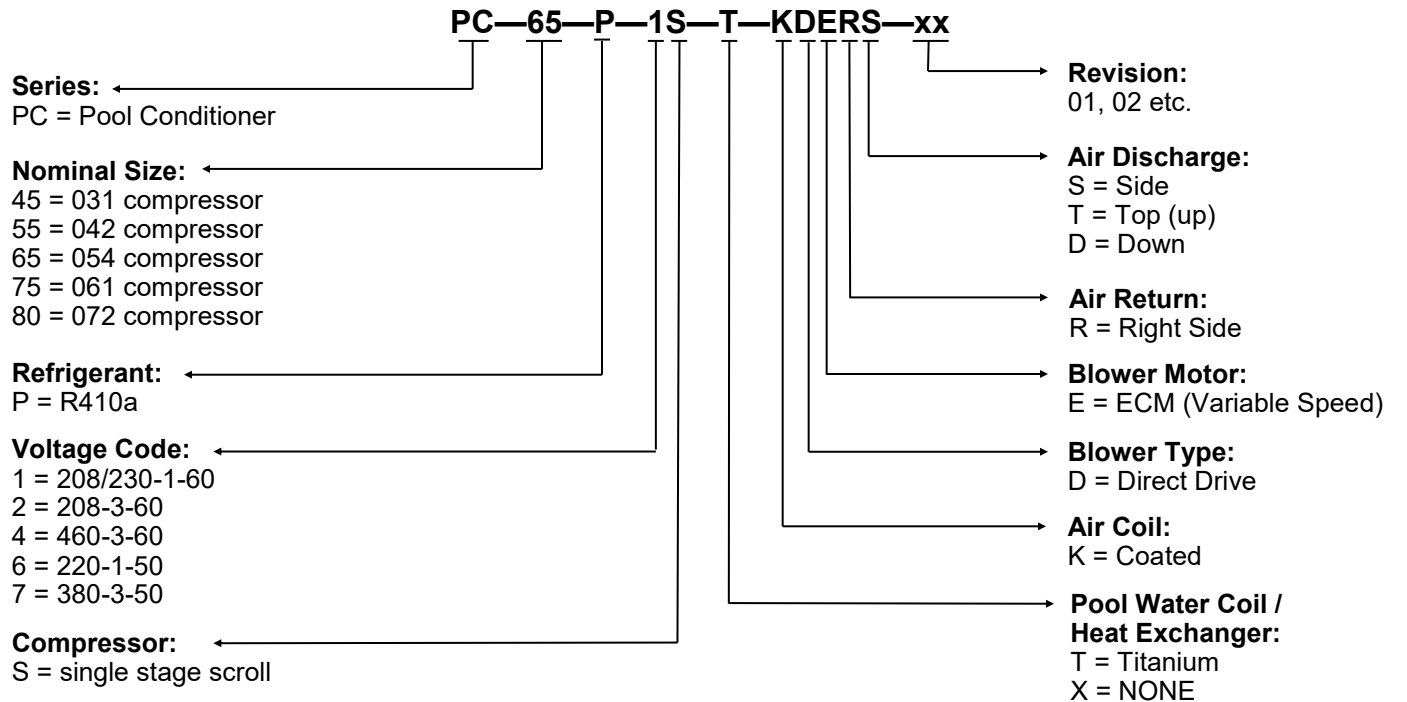 PC—65—P—1S—T—KDERS—xx
Series:
PC = Pool Conditioner
Nominal Size:
45 = 031 compressor
55 = 042 compressor
65 = 054 compressor
75 = 061 compressor
80 = 072 compressor
Refrigerant:
P = R410a
Voltage Code:
1 = 208/230-1-60
2 = 208-3-60
4 = 460-3-60
6 = 220-1-50
7 = 380-3-50
Compressor:
S = single stage scroll
Revision:
01, 02 etc.
Air Discharge:
S = Side
T = Top (up)
D = Down
Air Return:
R = Right Side
Blower Motor:
E = ECM (Variable Speed)
Blower Type:
D = Direct Drive
Air Coil:
K = Coated
Pool Water Coil /
Heat Exchanger:
T = Titanium
X = NONE